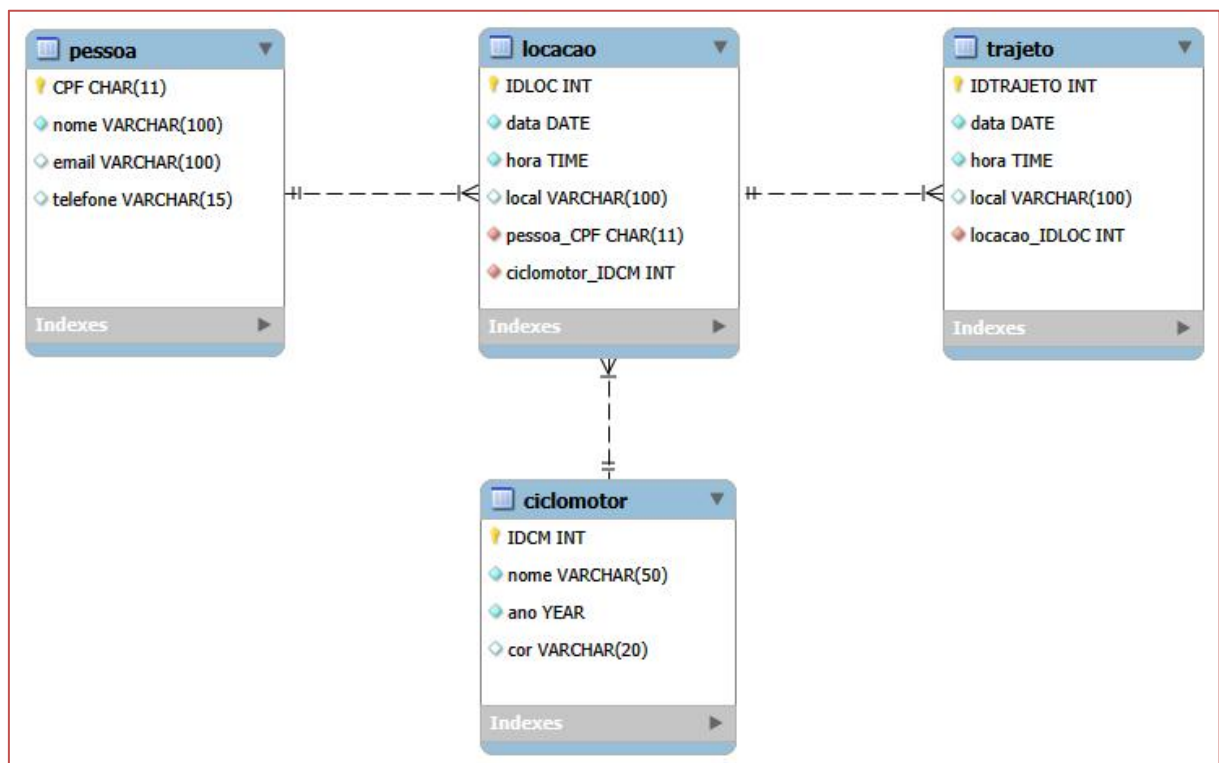 pessoa
CPF CHAR(11)
nome VARCHAR(100)
email VARCHAR(100)
telefone VARCHAR(15)
Indexes
locacao
IDLOC INT
data DATE
hora TIME
local VARCHAR(100)
pessoa_CPF CHAR(11)
ciclomotor_IDCM INT
Indexes
trajeto
IDTRAJETO INT
data DATE
hora TIME
local VARCHAR(100)
locacao_IDLOC INT
Indexes
ciclomotor
IDCM INT
nome VARCHAR(50)
ano YEAR
cor VARCHAR(20)
Indexes